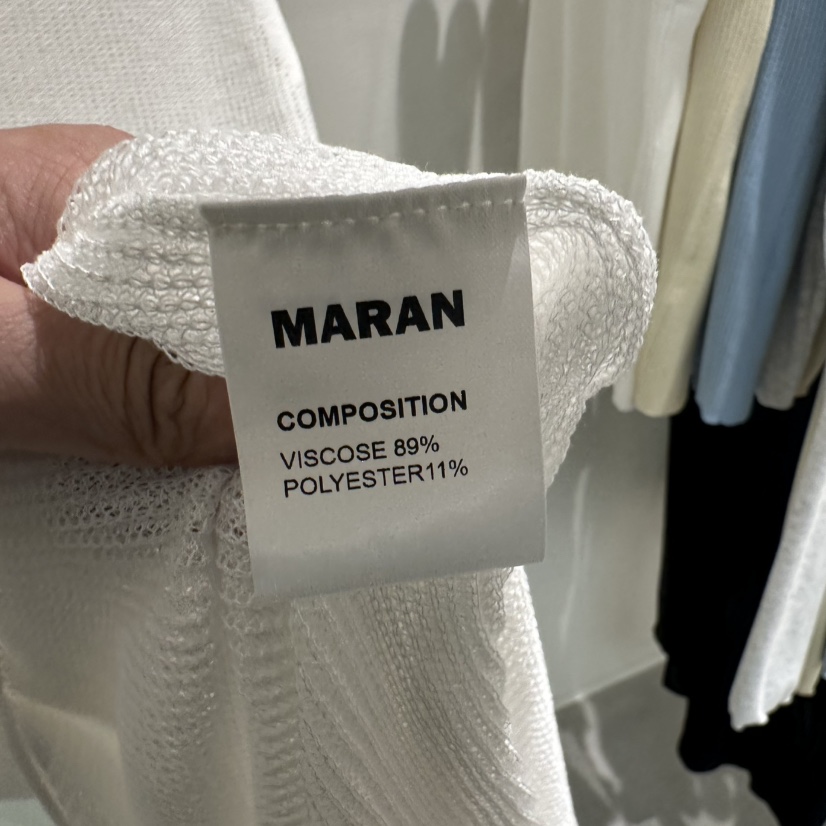 MARAN
COMPOSITION
VISCOSE 89%
POLYESTER11%